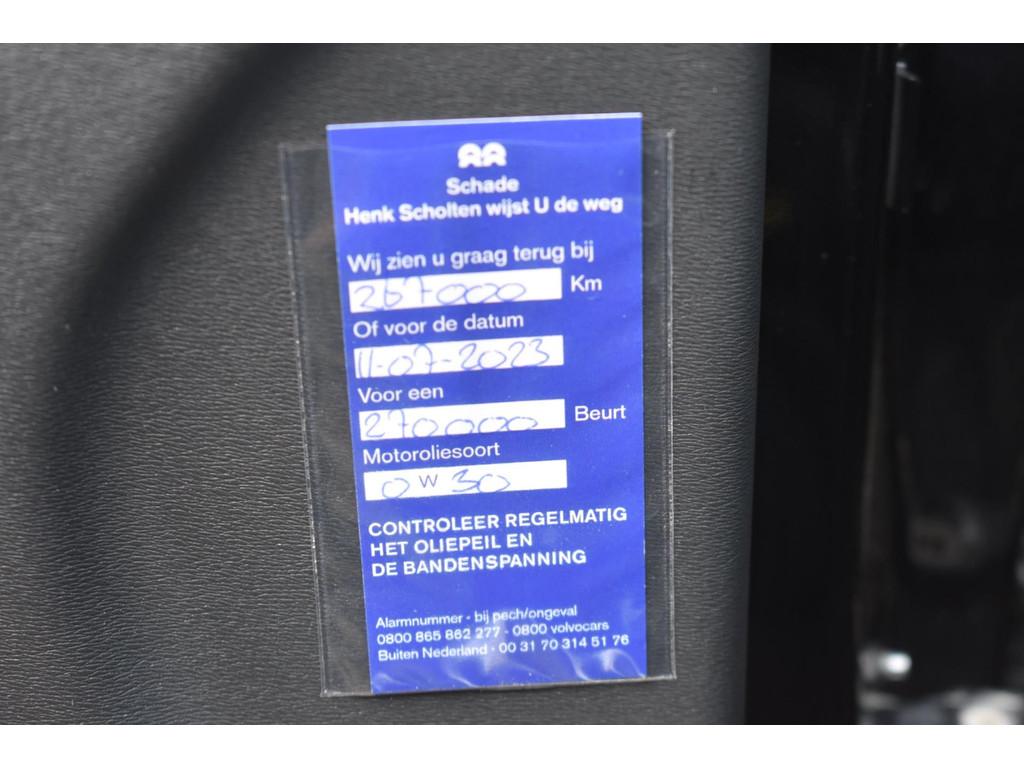 Schade
Henk Scholten wijst U de weg
Wij zien u graag terug bij
267000 Km
Of voor de datum
11-07-2023
Voor een
270000 Beurt
Motoroliesoort
0 W 30
CONTROLEER REGELMATIG
HET OLIEPEIL EN
DE BANDENSPANNING
Alarmnummer - bij pech/ongeval
0800 865 862 277 - 0800 volvocars
Buiten Nederland - 00 31 70 314 51 76